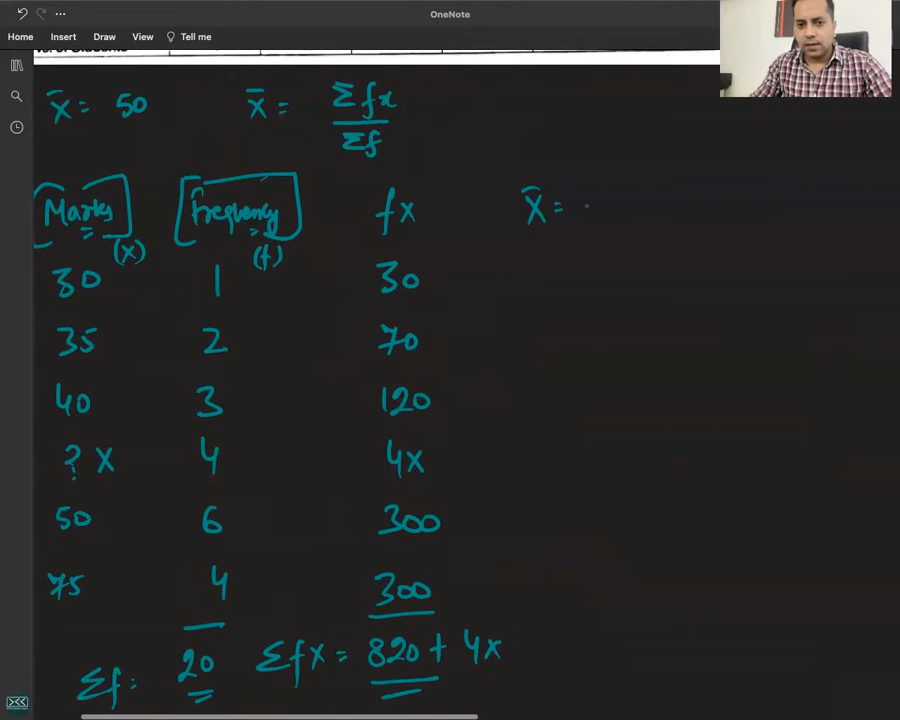 OneNote
Home Insert Draw View Tell me
X̄ = 50 X̄ = Σfx
Σf
Marks Frequency fx X̄ =
(x) (f)
30 1 30
35 2 70
40 3 120
? X 4 4x
50 6 300
75 4 300
Σf: 20 Σfx = 820 + 4x